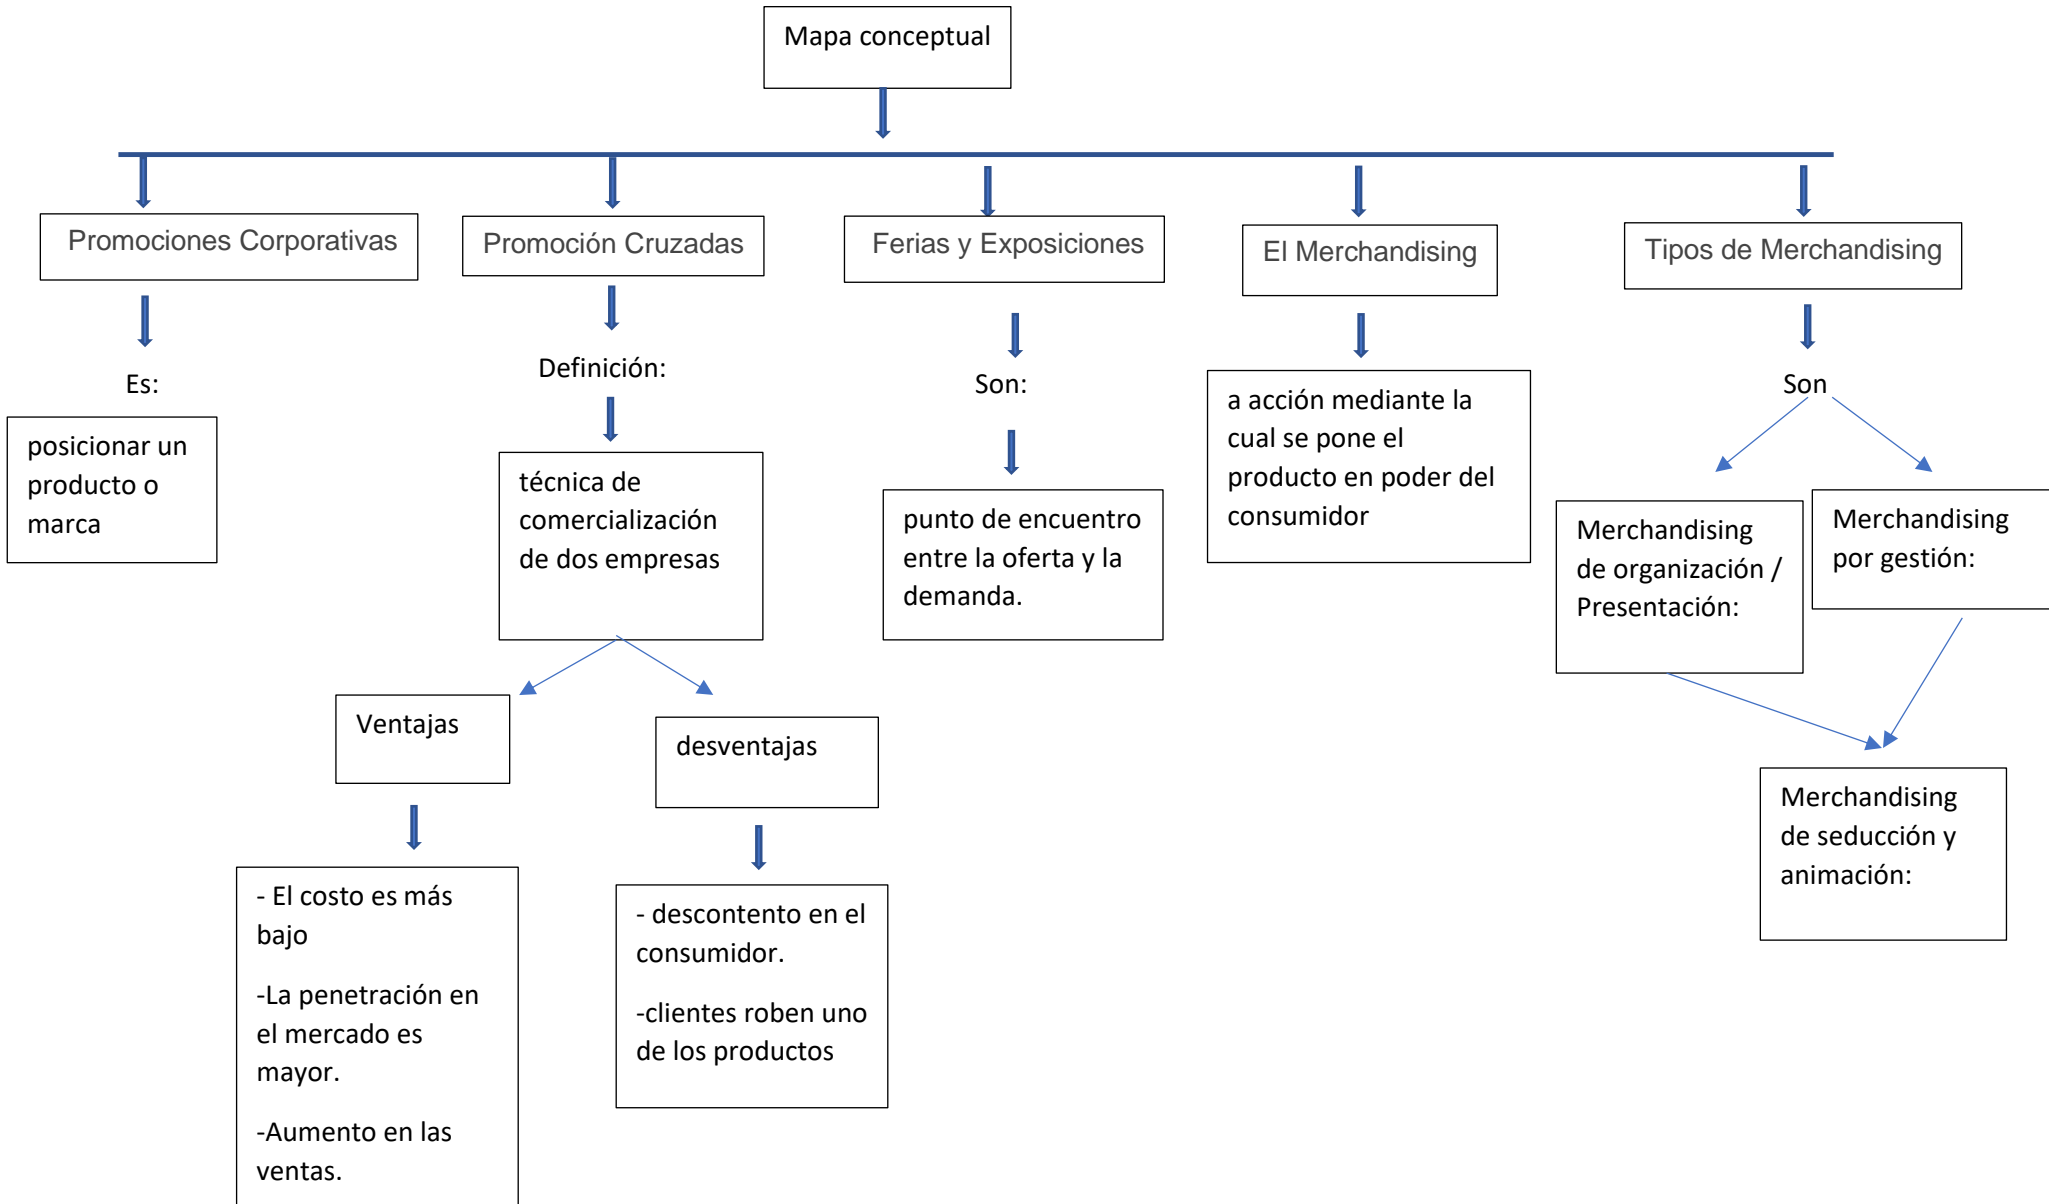 Mapa conceptual
Promociones Corporativas
Promoción Cruzadas
Ferias y Exposiciones
El Merchandising
Tipos de Merchandising
Es:
posicionar un
producto o
marca
Definición:
técnica de
comercialización
de dos empresas
Ventajas
- El costo es más
bajo
-La penetración en
el mercado es
mayor.
-Aumento en las
ventas.
desventajas
- descontento en el
consumidor.
-clientes roben uno
de los productos
Son:
punto de encuentro
entre la oferta y la
demanda.
a acción mediante la
cual se pone el
producto en poder del
consumidor
Son
Merchandising
de organización /
Presentación:
Merchandising
por gestión:
Merchandising
de seducción y
animación: